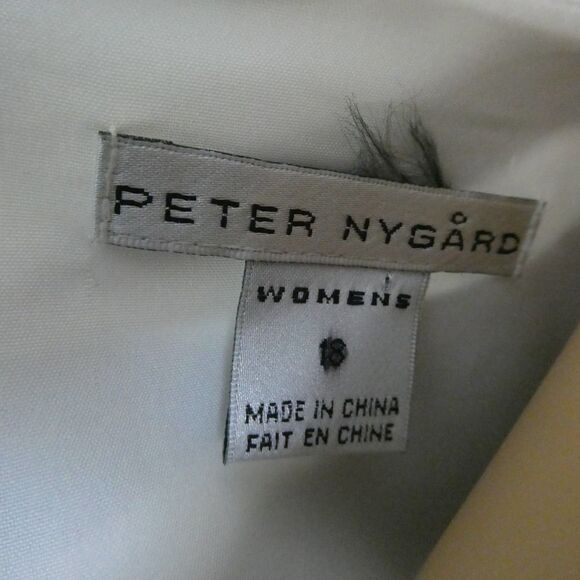 PETER NYGÅRD
WOMENS
18
MADE IN CHINA
FAIT EN CHINE